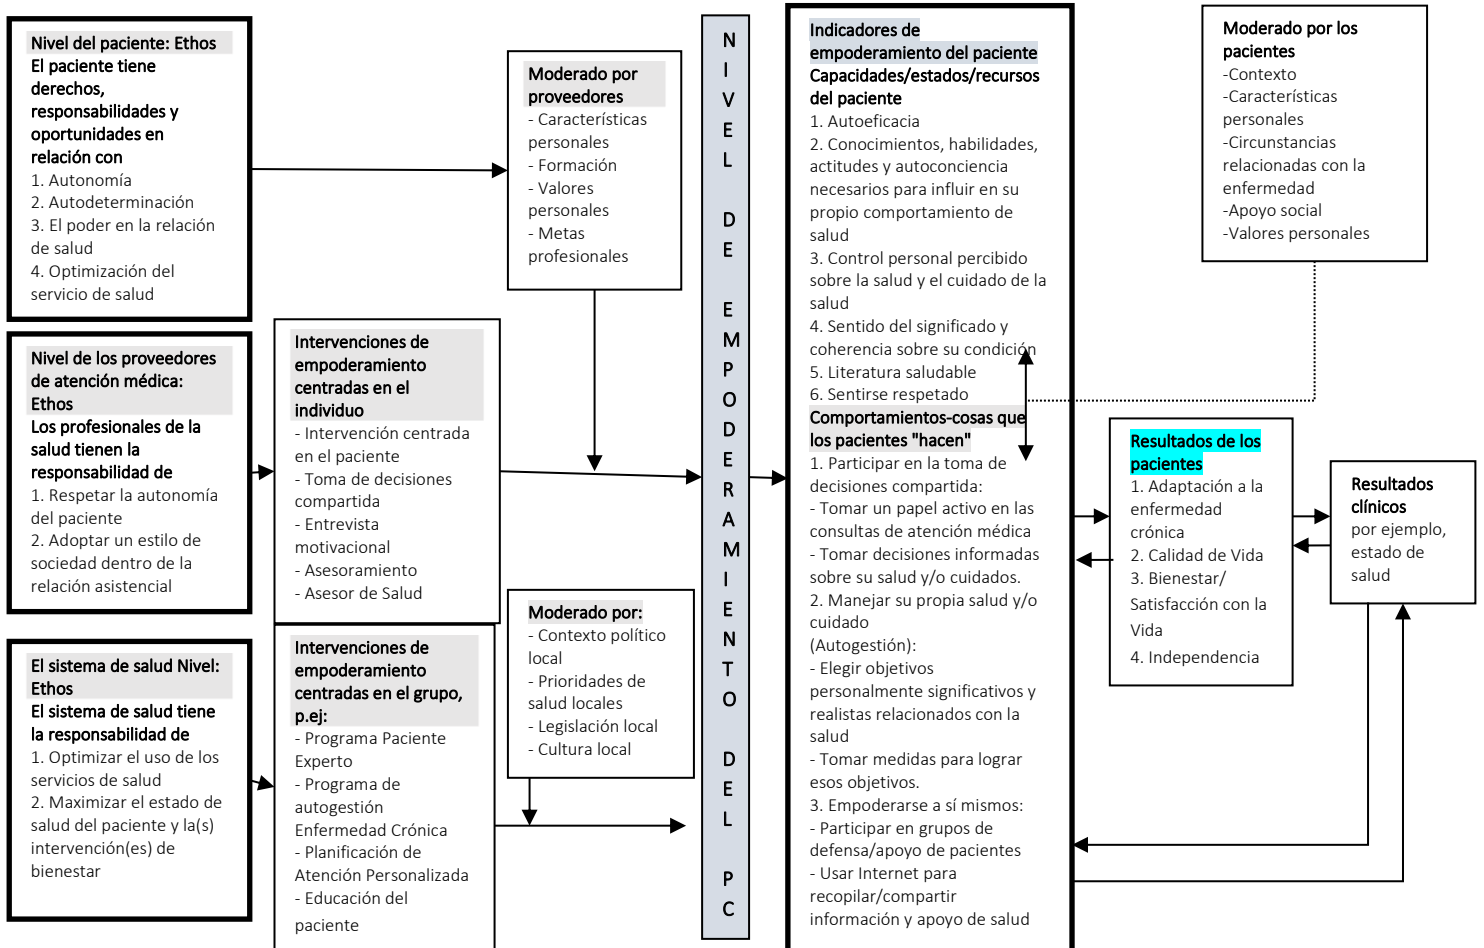 Nivel del paciente: Ethos
El paciente tiene
derechos,
responsabilidades y
oportunidades en
relación con
1. Autonomía
2. Autodeterminación
3. El poder en la relación
de salud
4. Optimización del
servicio de salud
Nivel de los proveedores
de atención médica:
Ethos
Los profesionales de la
salud tienen la
responsabilidad de
1. Respetar la autonomía
del paciente
2. Adoptar un estilo de
sociedad dentro de la
relación asistencial
El sistema de salud Nivel:
Ethos
El sistema de salud tiene
la responsabilidad de
1. Optimizar el uso de los
servicios de salud
2. Maximizar el estado de
salud del paciente y la(s)
intervención(es) de
bienestar
Intervenciones de
empoderamiento
centradas en el
individuo
- Intervención centrada
en el paciente
- Toma de decisiones
compartida
- Entrevista
motivacional
- Asesoramiento
- Asesor de Salud
Intervenciones de
empoderamiento
centradas en el grupo,
p.ej:
- Programa Paciente
Experto
- Programa de
autogestión
Enfermedad Crónica
- Planificación de
Atención Personalizada
- Educación del
paciente
Moderado por
proveedores
- Características
personales
- Formación
- Valores
personales
- Metas
profesionales
Moderado por:
- Contexto político
local
- Prioridades de
salud locales
- Legislación local
- Cultura local
NIVEL DE EMPODERAMIENTO DEL PC
Indicadores de
empoderamiento del paciente
Capacidades/estados/recursos
del paciente
1. Autoeficacia
2. Conocimientos, habilidades,
actitudes y autoconciencia
necesarios para influir en su
propio comportamiento de
salud
3. Control personal percibido
sobre la salud y el cuidado de la
salud
4. Sentido del significado y
coherencia sobre su condición
5. Literatura saludable
6. Sentirse respetado
Comportamientos-cosas que
los pacientes "hacen"
1. Participar en la toma de
decisiones compartida:
- Tomar un papel activo en las
consultas de atención médica
- Tomar decisiones informadas
sobre su salud y/o cuidados.
2. Manejar su propia salud y/o
cuidado
(Autogestión):
- Elegir objetivos
personalmente significativos y
realistas relacionados con la
salud
- Tomar medidas para lograr
esos objetivos.
3. Empoderarse a sí mismos:
- Participar en grupos de
defensa/apoyo de pacientes
- Usar Internet para
recopilar/compartir
información y apoyo de salud
Moderado por los
pacientes
-Contexto
-Características
personales
-Circunstancias
relacionadas con la
enfermedad
-Apoyo social
-Valores personales
Resultados de los
pacientes
1. Adaptación a la
enfermedad
crónica
2. Calidad de Vida
3. Bienestar/
Satisfacción con la
Vida
4. Independencia
Resultados
clínicos
por ejemplo,
estado de
salud